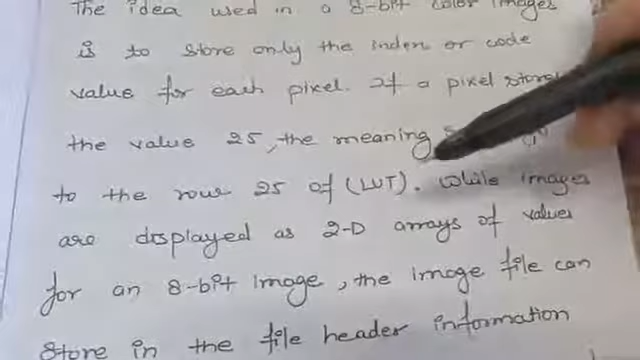 The idea used in a 8-bit color images
is to store only the index or code
value for each pixel. If a pixel stores
the value 25, the meaning
to the row 25 of (LUT). While images
are displayed as 2-D arrays of values
for an 8-bit image, the image file can
store in the file header information